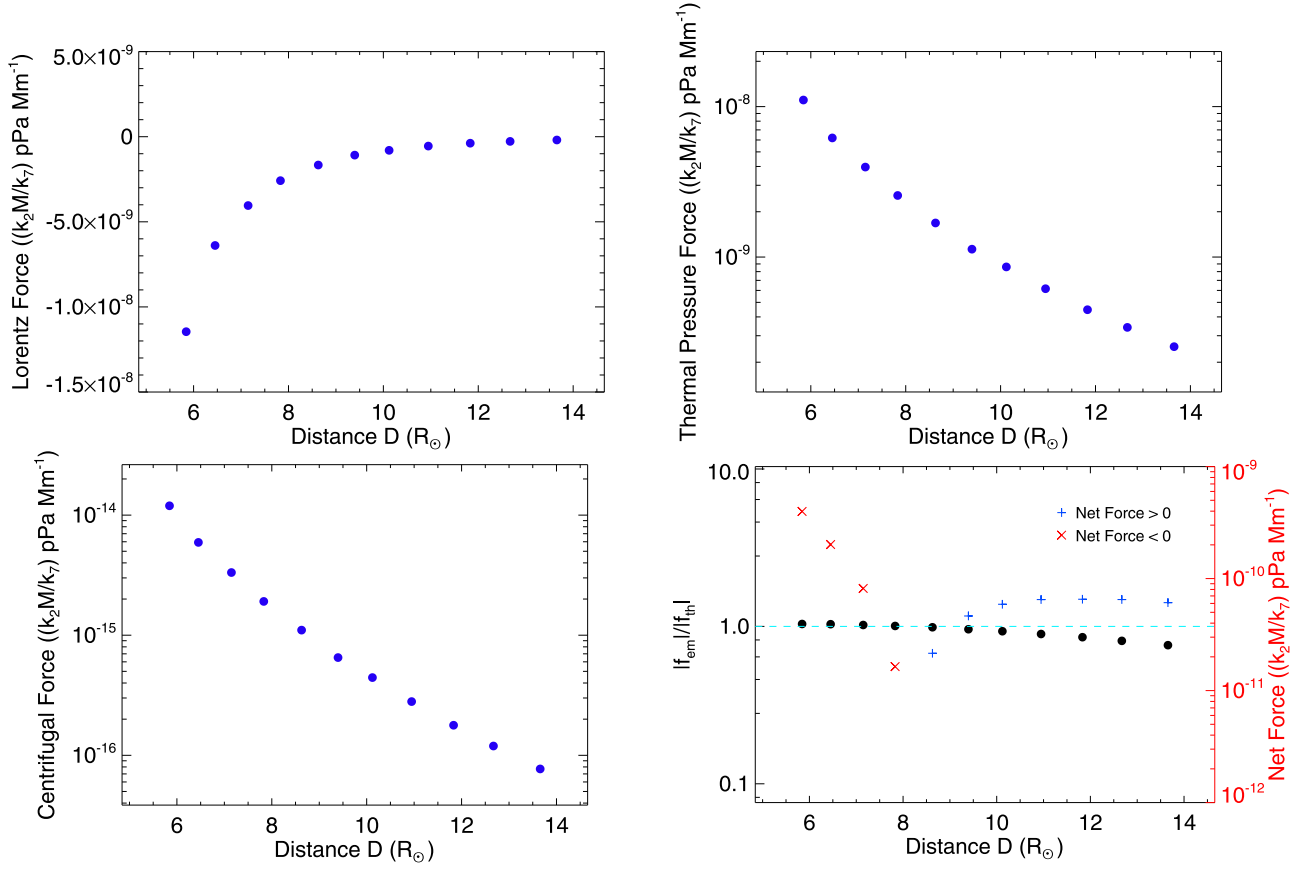 Lorentz Force ((k₂M/k₇) pPa Mm⁻¹)
5.0×10⁻⁹
0
-5.0×10⁻⁹
-1.0×10⁻⁸
-1.5×10⁻⁸
6 8 10 12 14
Distance D (R☉)
Thermal Pressure Force ((k₂M/k₇) pPa Mm⁻¹)
10⁻⁸
10⁻⁹
6 8 10 12 14
Distance D (R☉)
Centrifugal Force ((k₂M/k₇) pPa Mm⁻¹)
10⁻¹⁴
10⁻¹⁵
10⁻¹⁶
6 8 10 12 14
Distance D (R☉)
|fem|/|fth|
10.0
1.0
0.1
Net Force > 0
Net Force < 0
10⁻⁹
10⁻¹⁰
10⁻¹¹
10⁻¹²
Net Force ((k₂M/k₇) pPa Mm⁻¹)
6 8 10 12 14
Distance D (R☉)